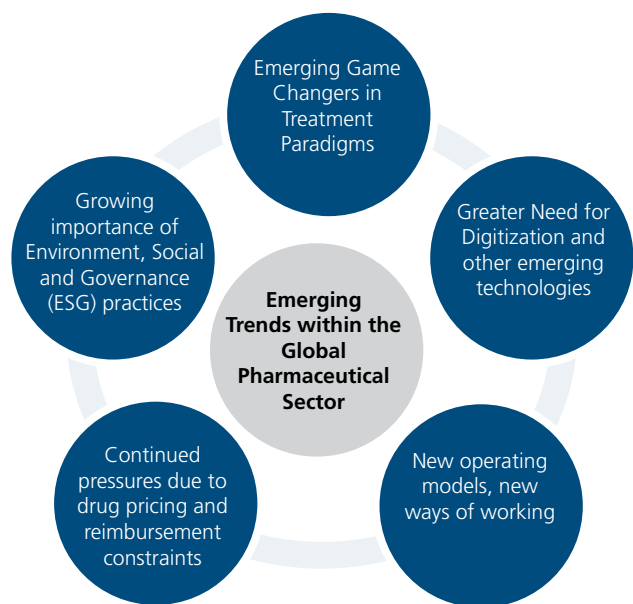 Emerging Game
Changers in
Treatment
Paradigms
Greater Need for
Digitization and
other emerging
technologies
New operating
models, new
ways of working
Continued
pressures due to
drug pricing and
reimbursement
constraints
Growing
importance of
Environment, Social
and Governance
(ESG) practices
Emerging
Trends within the
Global
Pharmaceutical
Sector